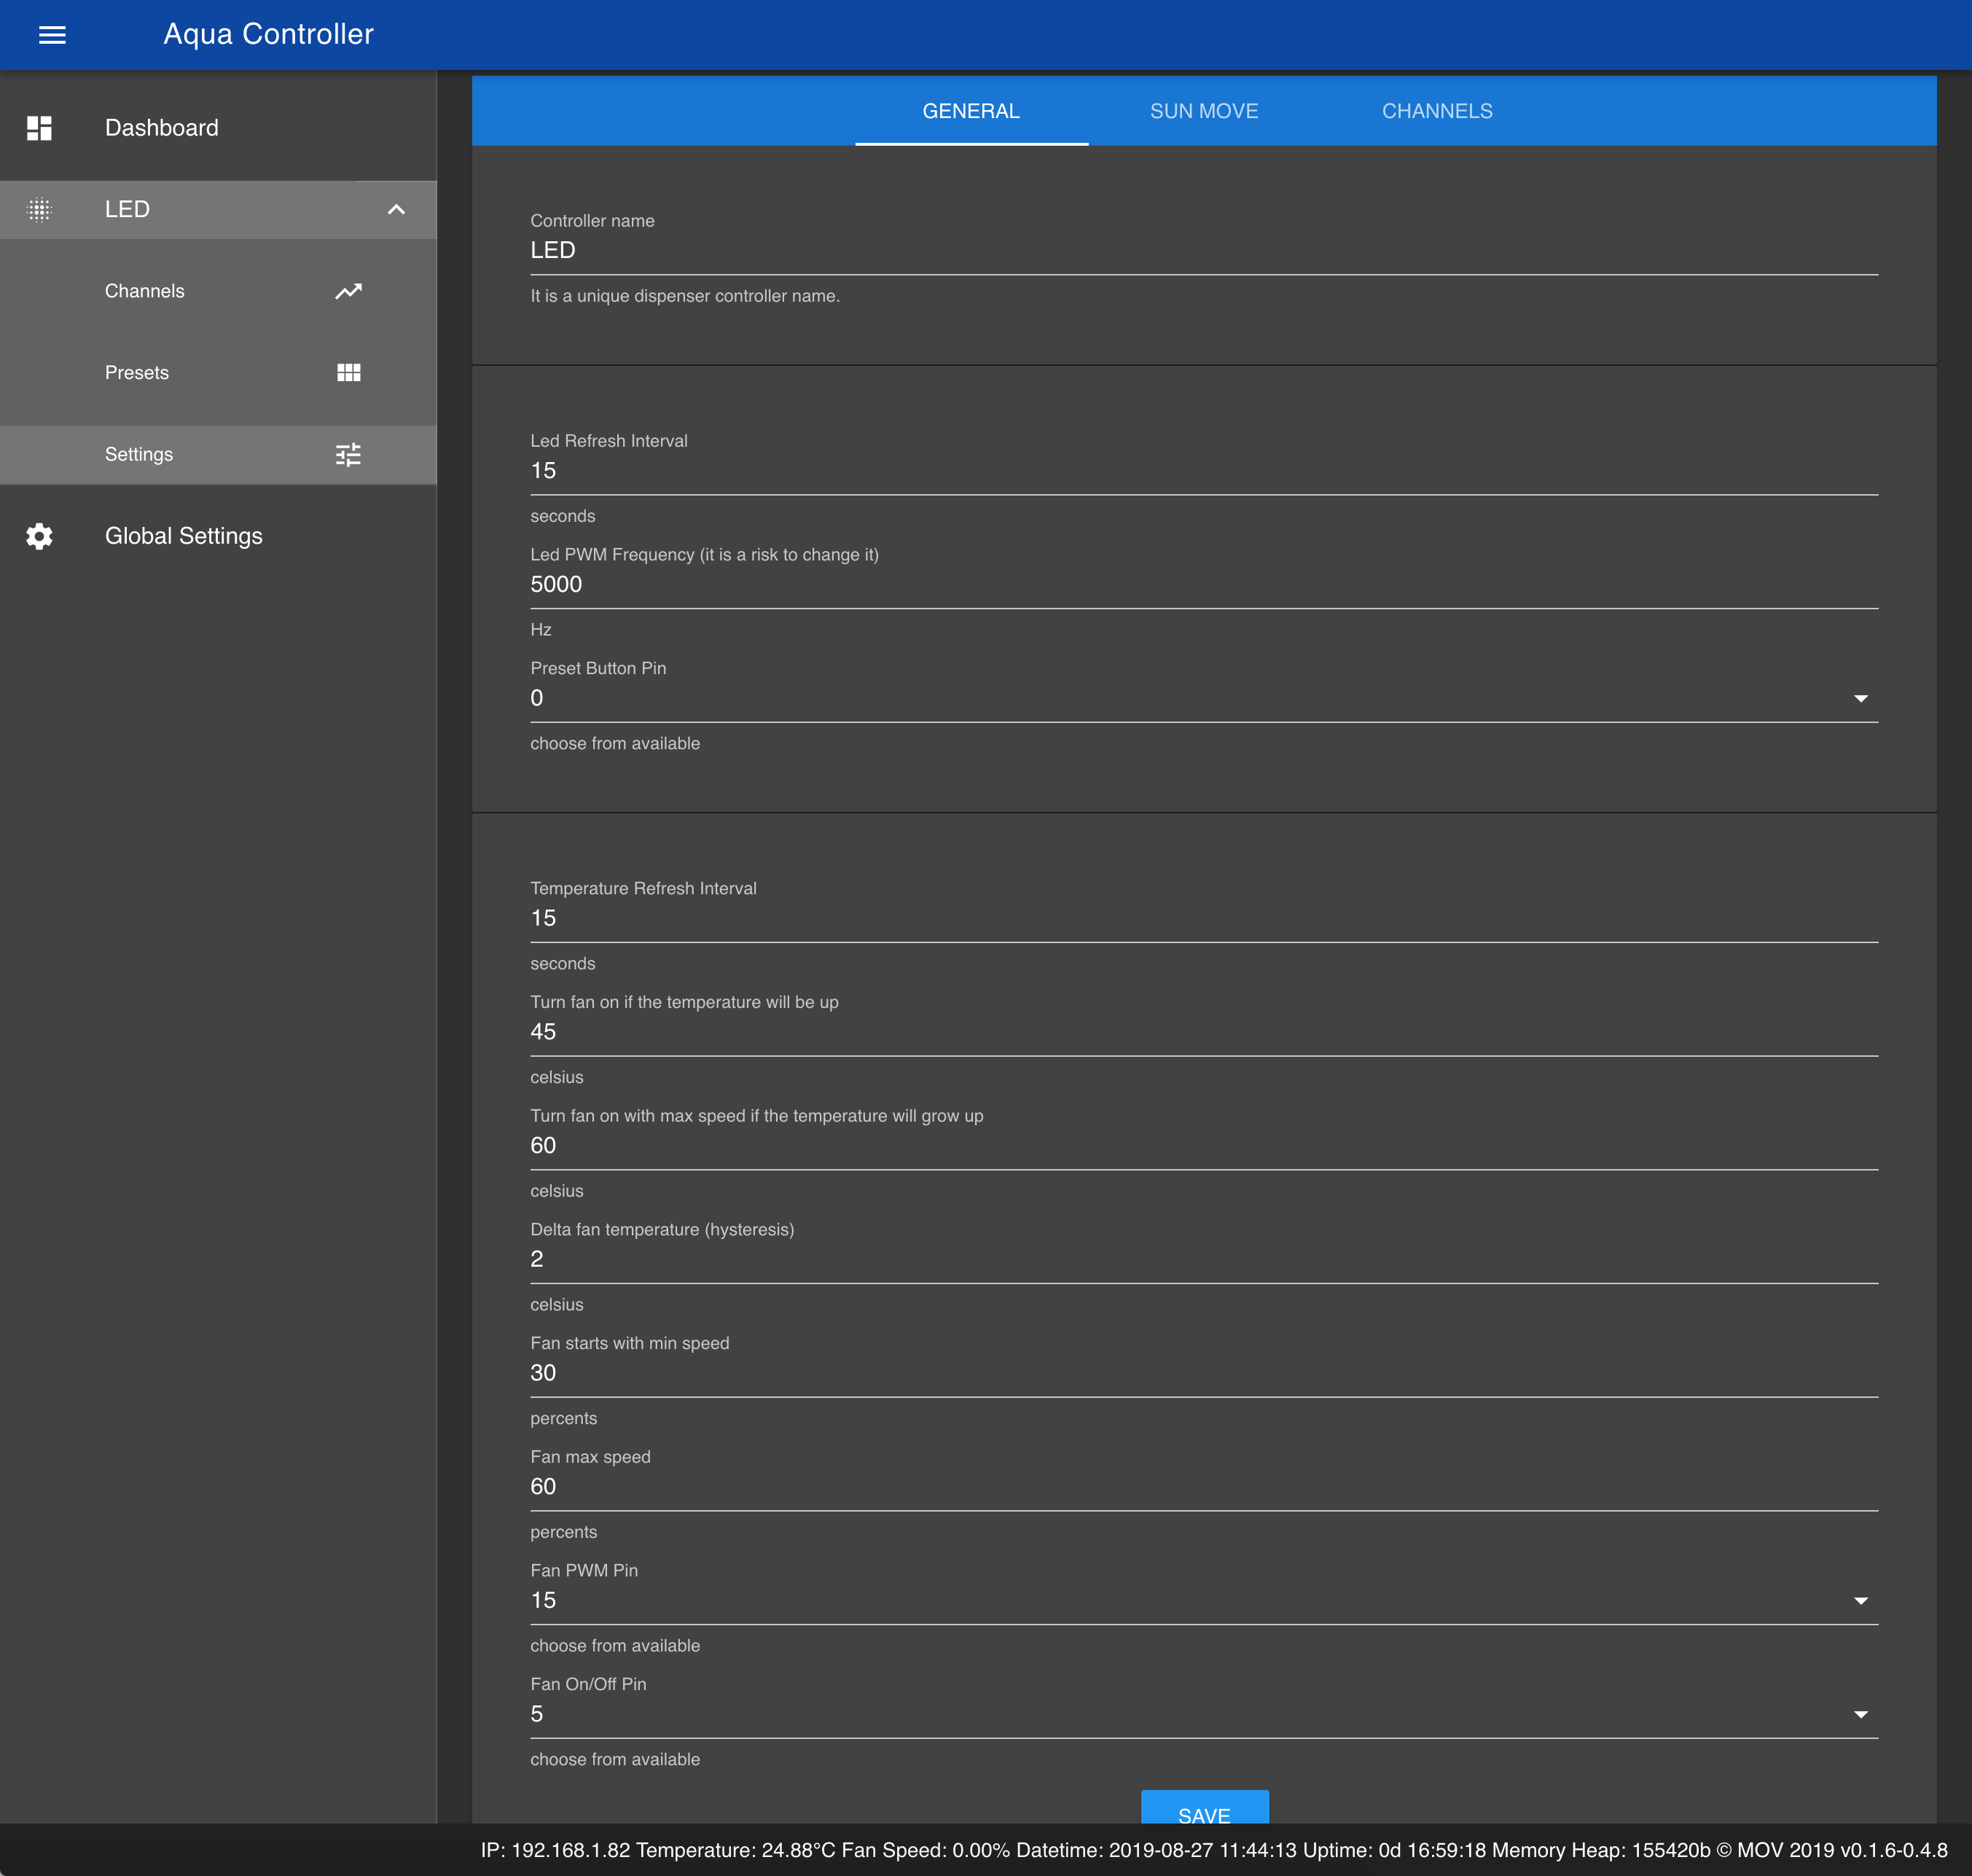 Aqua Controller
Dashboard
LED
Channels
Presets
Settings
Global Settings
GENERAL SUN MOVE CHANNELS
Controller name
LED
It is a unique dispenser controller name.
Led Refresh Interval
15
seconds
Led PWM Frequency (it is a risk to change it)
5000
Hz
Preset Button Pin
0
choose from available
Temperature Refresh Interval
15
seconds
Turn fan on if the temperature will be up
45
celsius
Turn fan on with max speed if the temperature will grow up
60
celsius
Delta fan temperature (hysteresis)
2
celsius
Fan starts with min speed
30
percents
Fan max speed
60
percents
Fan PWM Pin
15
choose from available
Fan On/Off Pin
5
choose from available
SAVE
IP: 192.168.1.82 Temperature: 24.88°C Fan Speed: 0.00% Datetime: 2019-08-27 11:44:13 Uptime: 0d 16:59:18 Memory Heap: 155420b © MOV 2019 v0.1.6-0.4.8